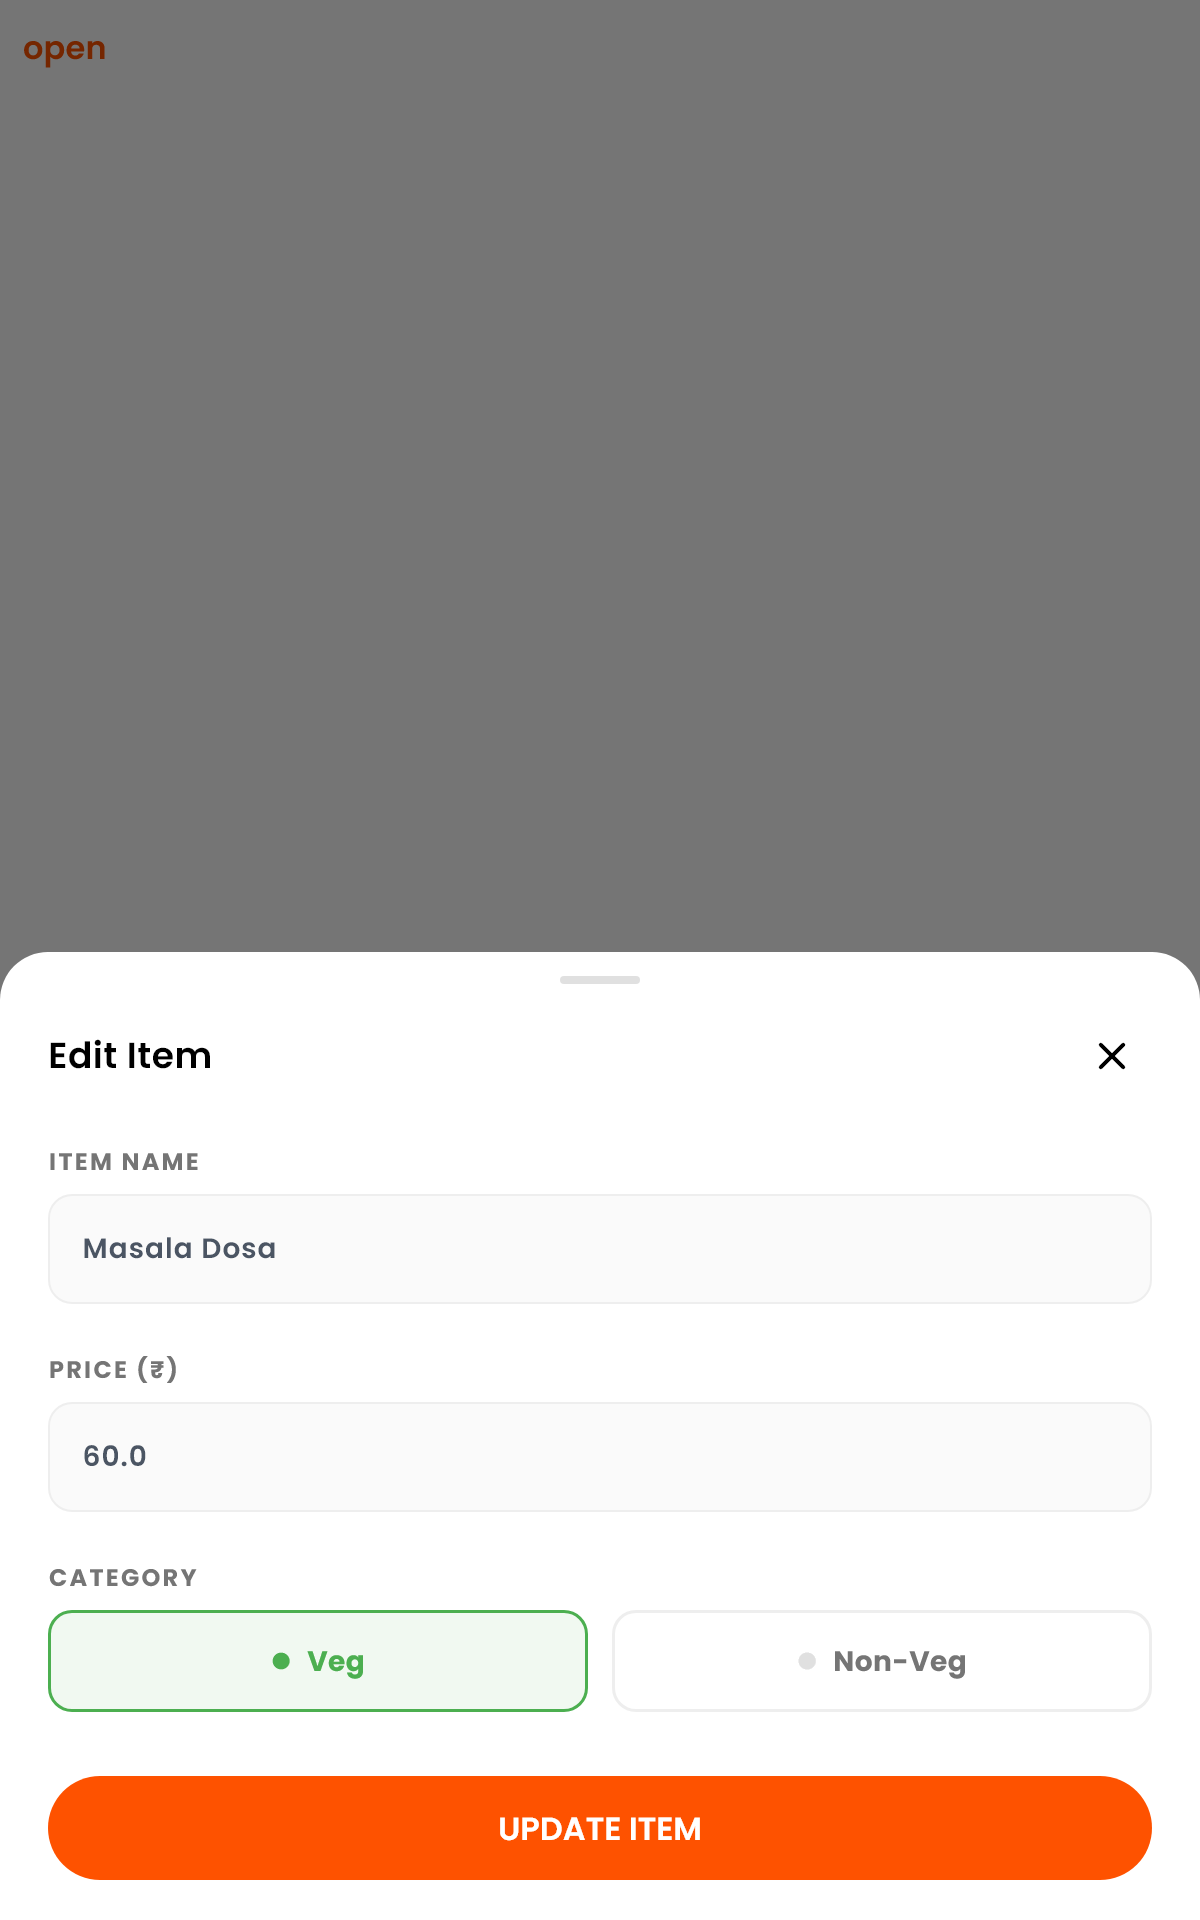 open
Edit Item
ITEM NAME
Masala Dosa
PRICE (₹)
60.0
CATEGORY
Veg
Non-Veg
UPDATE ITEM